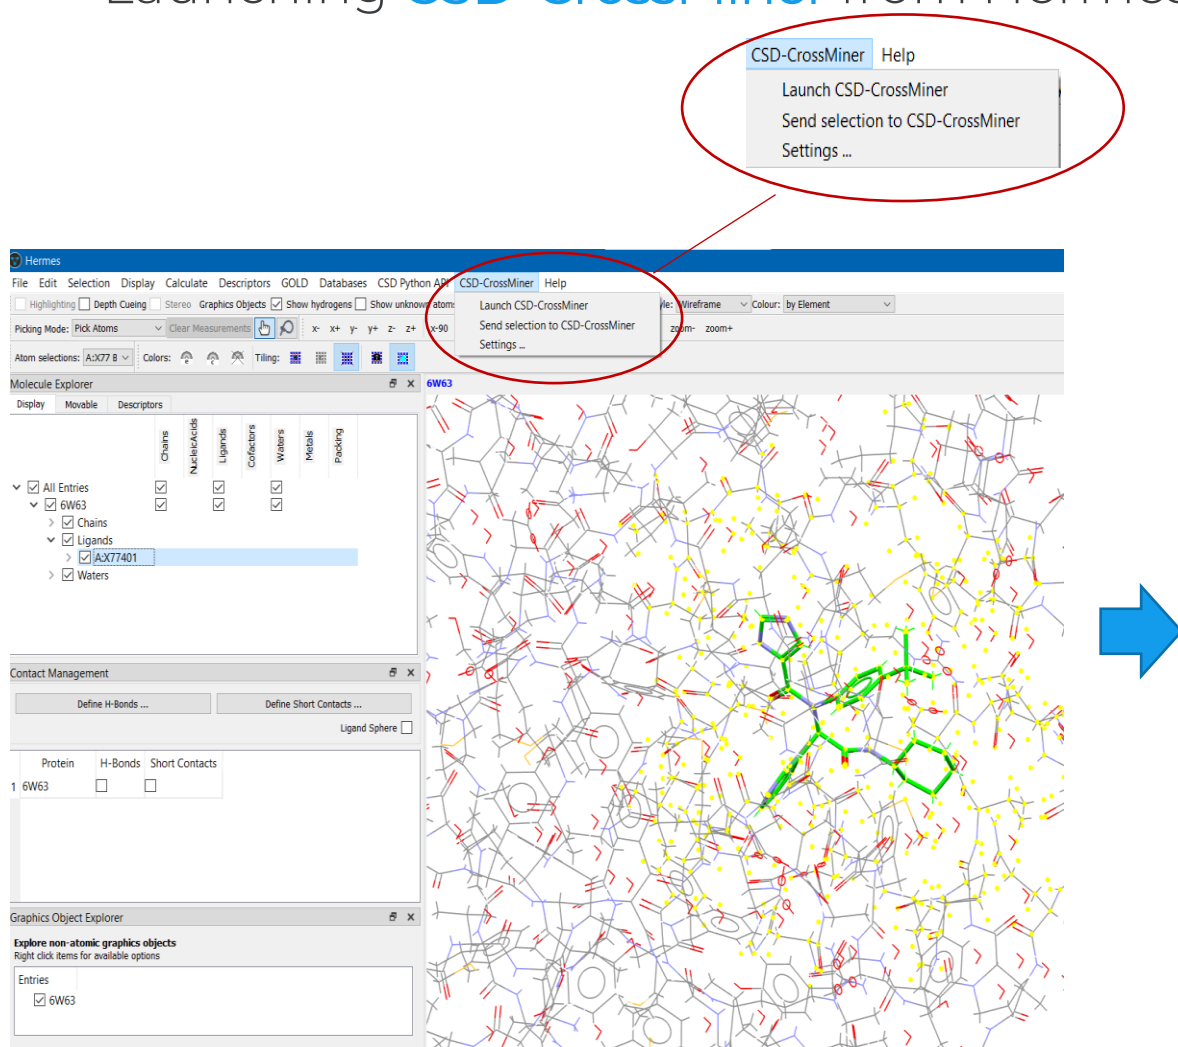 Launching CSD-CrossMiner from Hermes
CSD-CrossMiner Help
Launch CSD-CrossMiner
Send selection to CSD-CrossMiner
Settings ...
Hermes
File Edit Selection Display Calculate Descriptors GOLD Databases CSD Python API CSD-CrossMiner Help
Highlighting Depth Cueing Stereo Graphics Objects Show hydrogens Show unknown atom Wireframe Colour: by Element
Launch CSD-CrossMiner
Picking Mode: Pick Atoms Clear Measurements x- x+ y- y+ z- z+ x-90 Send selection to CSD-CrossMiner zoom- zoom+
Settings ...
Atom selections: A:X77 B Colors: Tiling:
Molecule Explorer
6W63
Display Movable Descriptors
Chains NucleicAcids Ligands Cofactors Waters Metals Packing
All Entries
6W63
Chains
Ligands
A:X77401
Waters
Contact Management
Define H-Bonds ... Define Short Contacts ...
Ligand Sphere
Protein H-Bonds Short Contacts
1 6W63
Graphics Object Explorer
Explore non-atomic graphics objects
Right click items for available options
Entries
6W63